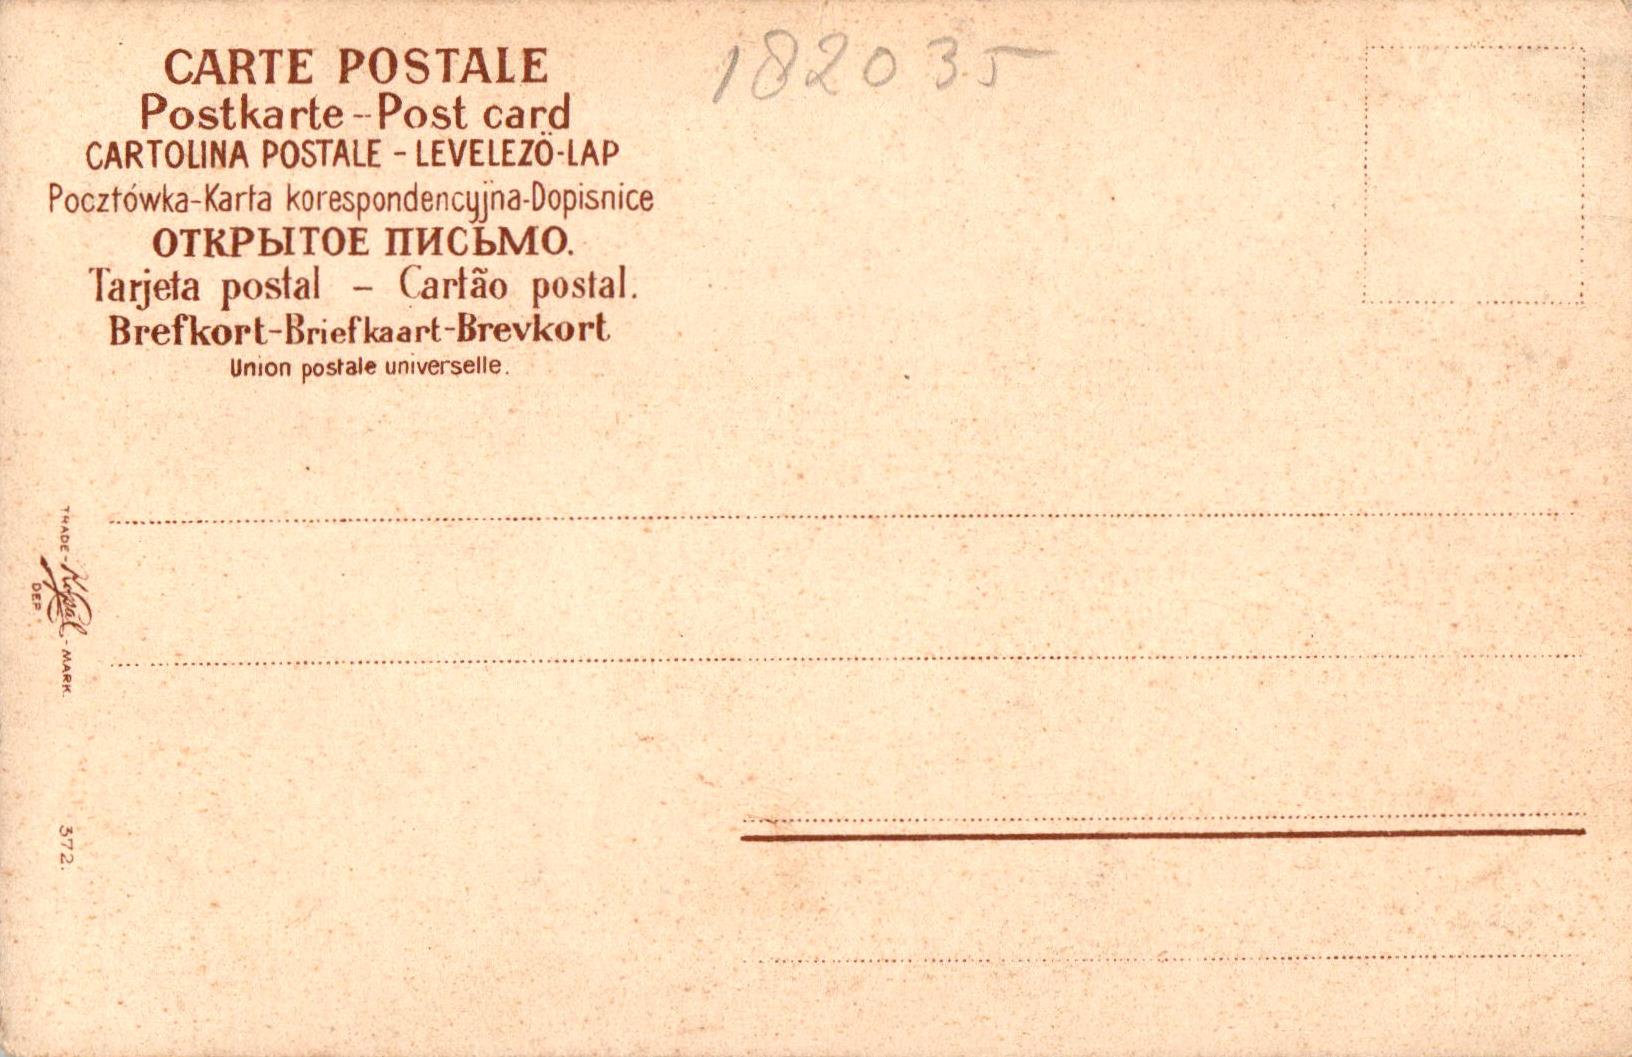 CARTE POSTALE
182035
Postkarte - Post card
CARTOLINA POSTALE - LEVELEZÖ-LAP
Pocztówka-Karta korespondencyjna-Dopisnice
ОТКРЫТОЕ ПИСЬМО.
Tarjeta postal - Cartão postal.
Brefkort-Briefkaart-Brevkort
Union postale universelle.
TRADE - - MARK.
DEP.
372.